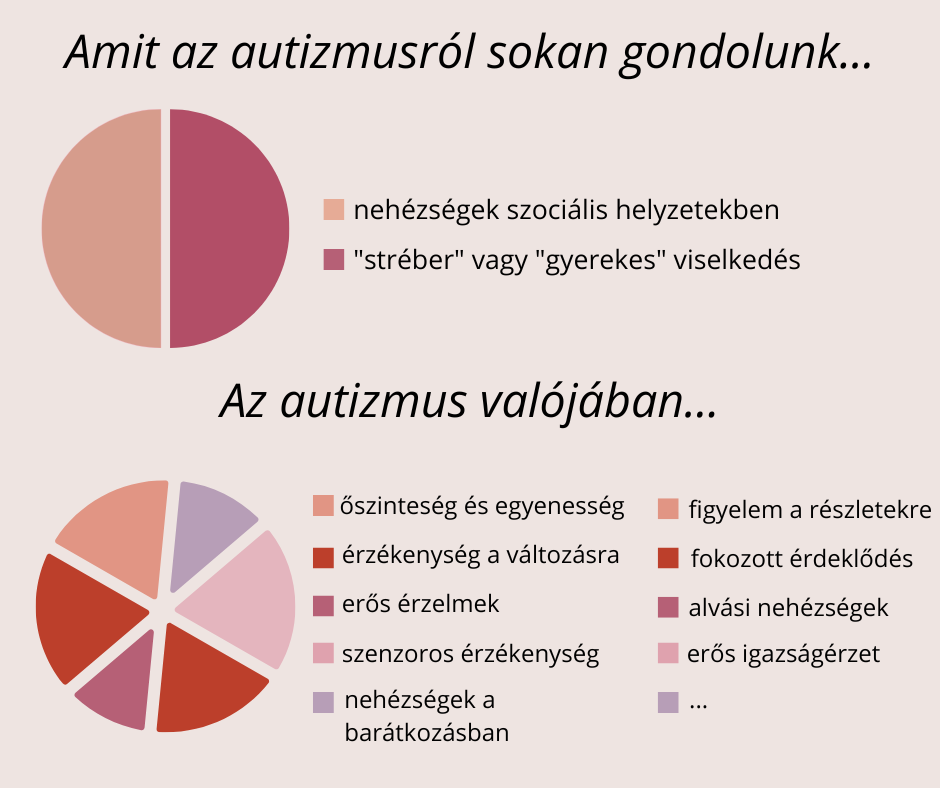 Amit az autizmusról sokan gondolunk...
nehézségek szociális helyzetekben
"stréber" vagy "gyerekes" viselkedés
Az autizmus valójában...
őszinteség és egyenesség
érzékenység a változásra
erős érzelmek
szenzoros érzékenység
nehézségek a
barátkozásban
figyelem a részletekre
fokozott érdeklődés
alvási nehézségek
erős igazságérzet
...